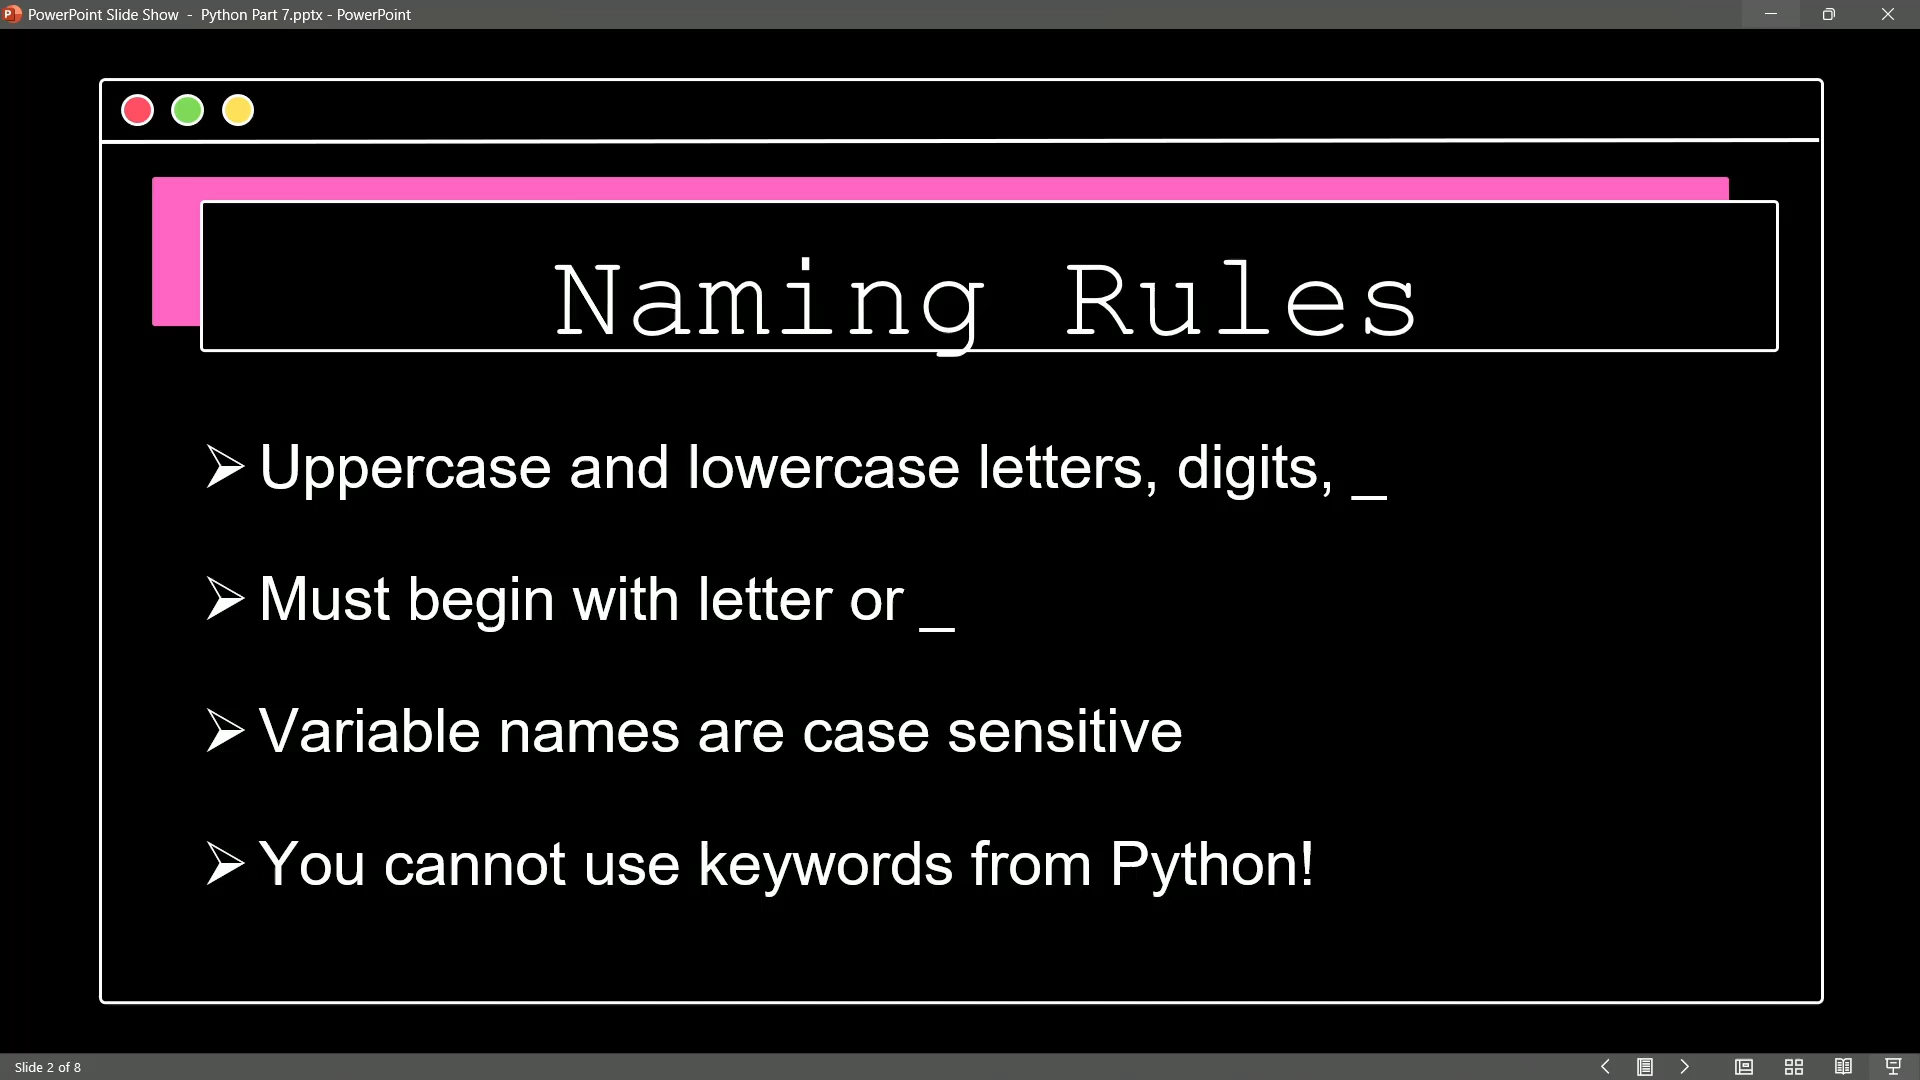 PowerPoint Slide Show - Python Part 7.pptx - PowerPoint
Naming Rules
➢ Uppercase and lowercase letters, digits, _
➢ Must begin with letter or _
➢ Variable names are case sensitive
➢ You cannot use keywords from Python!
Slide 2 of 8